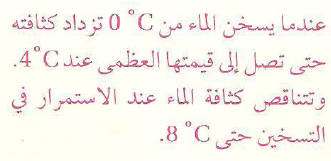 عندما يسخن الماء من 0 °C تزداد كثافته
حتى تصل إلى قيمتها العظمى عند 4°C.
وتتناقص كثافة الماء عند الاستمرار في
التسخين حتى 8 °C.